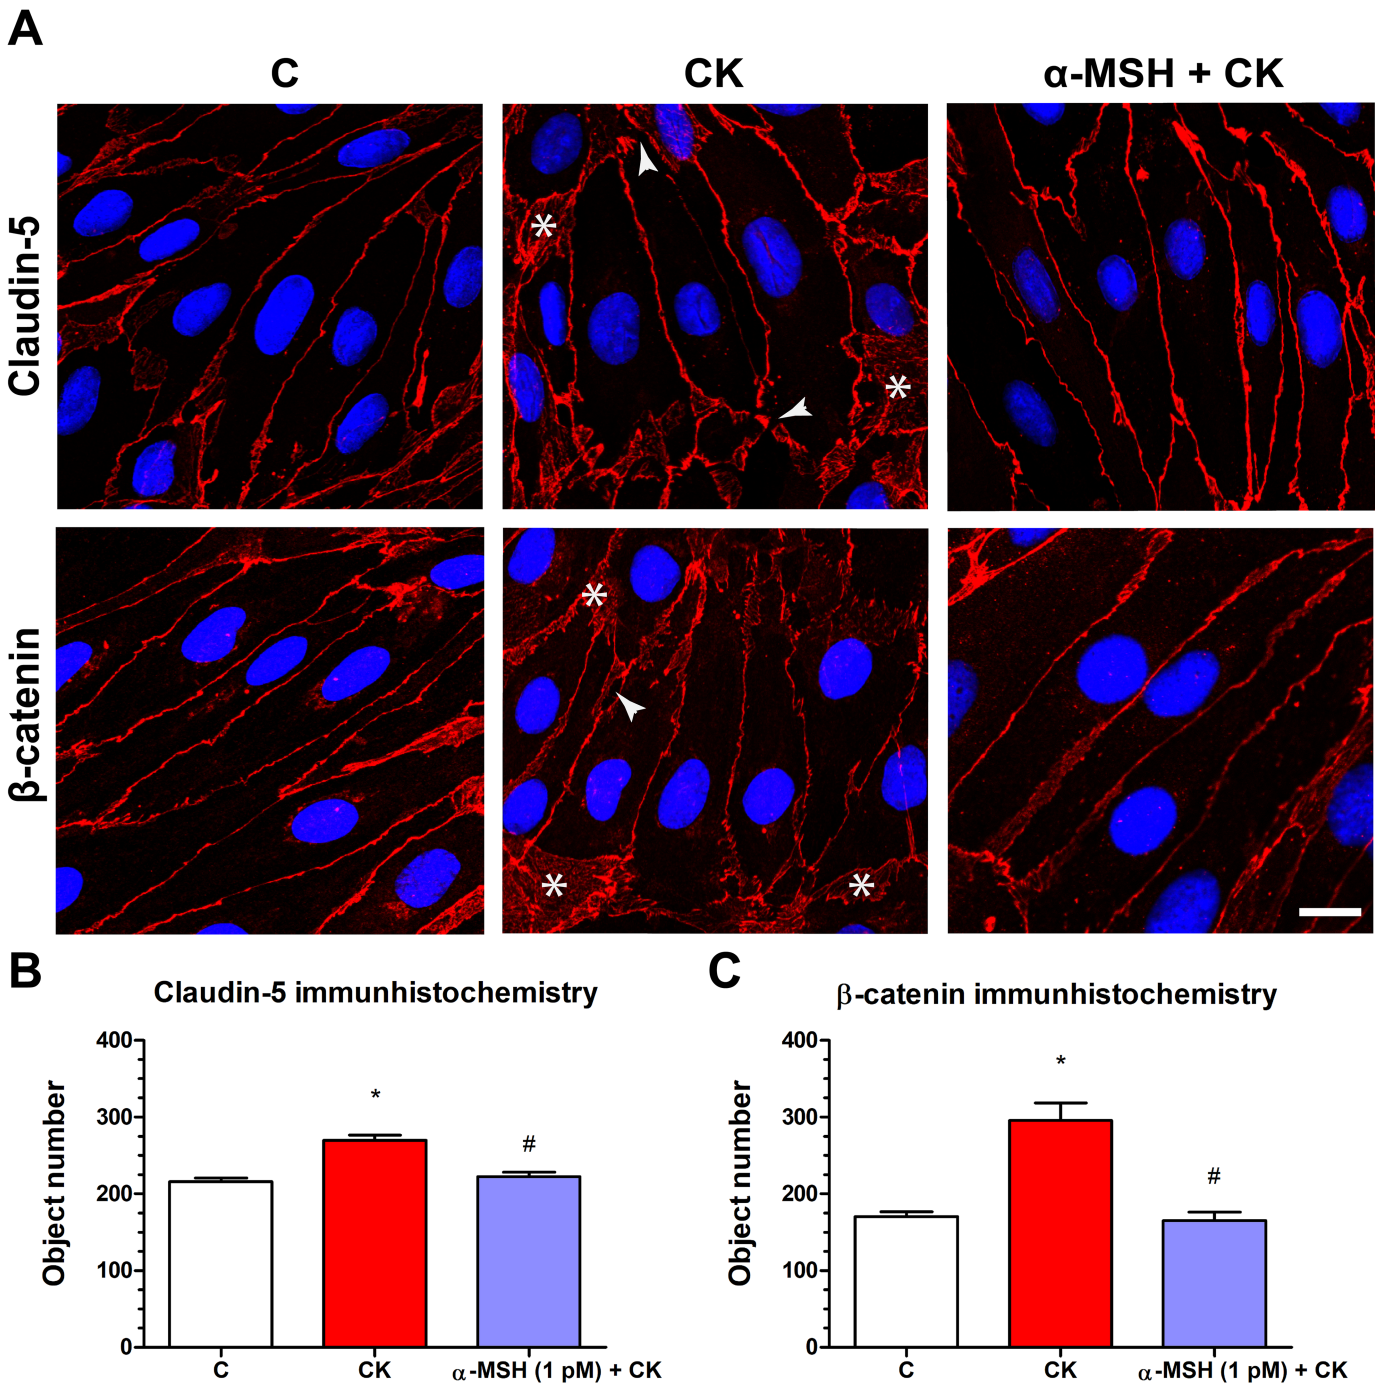 A
C
CK
α-MSH + CK
Claudin-5
*
*
β-catenin
*
*
*
B
Claudin-5 immunhistochemistry
Object number
400
300
200
100
0
*
#
C
CK
α-MSH (1 pM) + CK
C
β-catenin immunhistochemistry
Object number
400
300
200
100
0
*
#
C
CK
α-MSH (1 pM) + CK